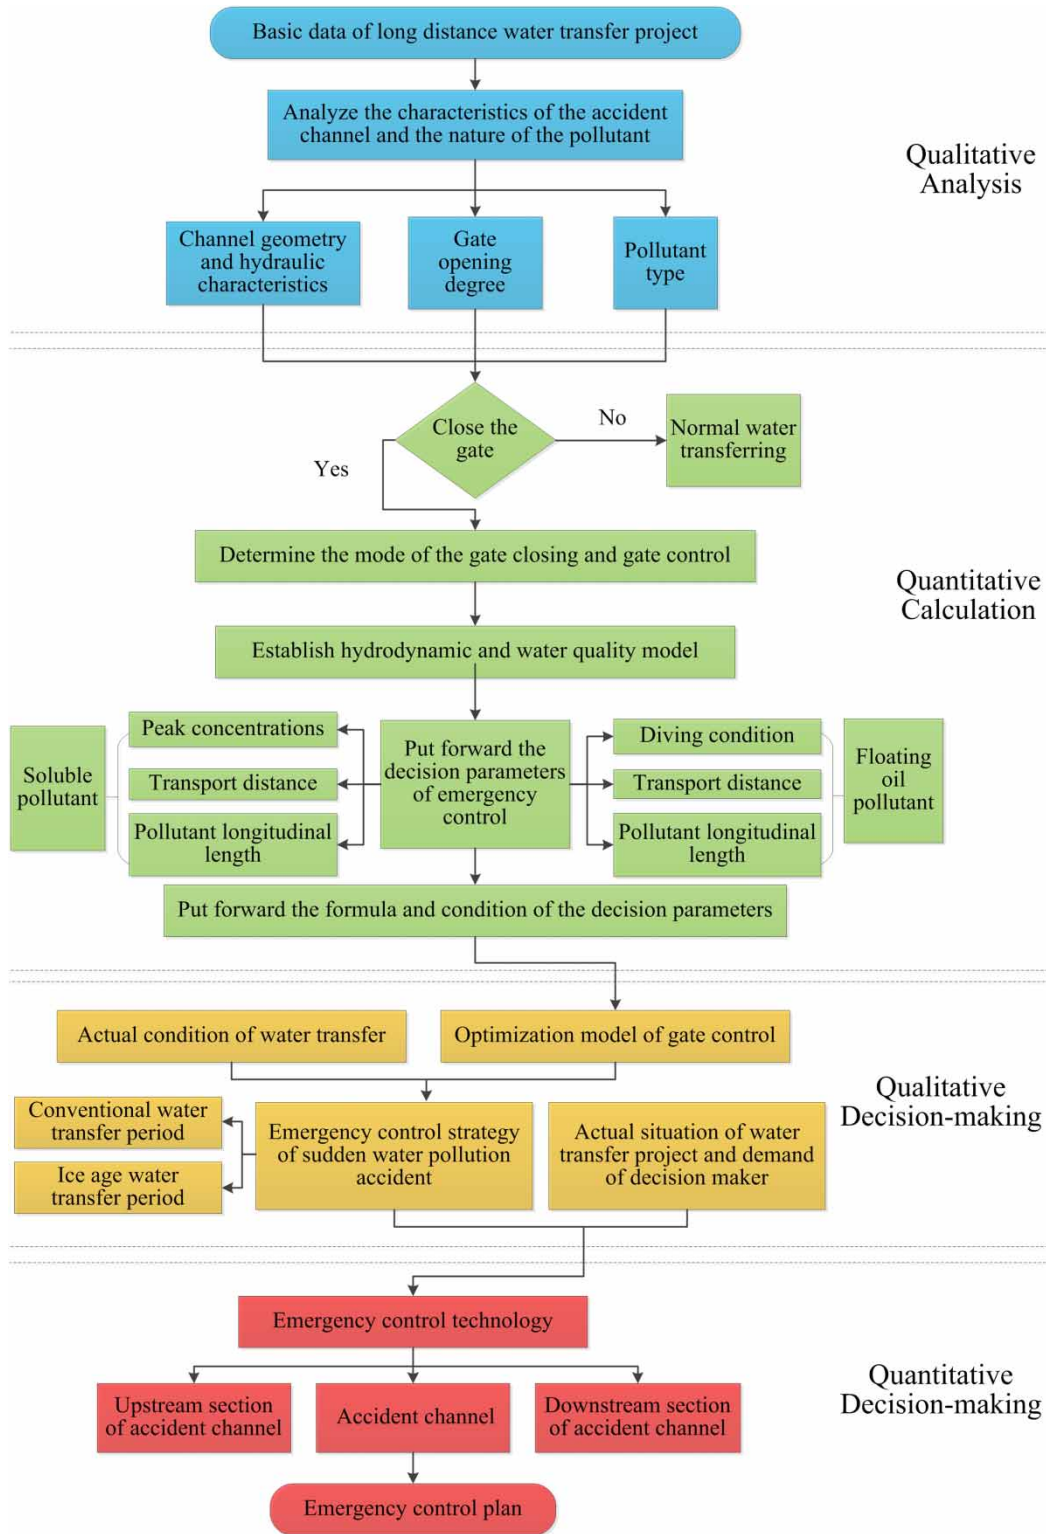 Basic data of long distance water transfer project
Analyze the characteristics of the accident
channel and the nature of the pollutant
Qualitative
Analysis
Channel geometry
and hydraulic
characteristics
Gate
opening
degree
Pollutant
type
Close the
gate
No
Normal water
transferring
Yes
Determine the mode of the gate closing and gate control
Quantitative
Calculation
Establish hydrodynamic and water quality model
Soluble
pollutant
Peak concentrations
Transport distance
Pollutant longitudinal
length
Put forward the
decision parameters
of emergency
control
Diving condition
Transport distance
Pollutant longitudinal
length
Floating
oil
pollutant
Put forward the formula and condition of the decision parameters
Actual condition of water transfer
Optimization model of gate control
Qualitative
Decision-making
Conventional water
transfer period
Ice age water
transfer period
Emergency control strategy
of sudden water pollution
accident
Actual situation of water
transfer project and demand
of decision maker
Emergency control technology
Quantitative
Decision-making
Upstream section
of accident channel
Accident channel
Downstream section
of accident channel
Emergency control plan